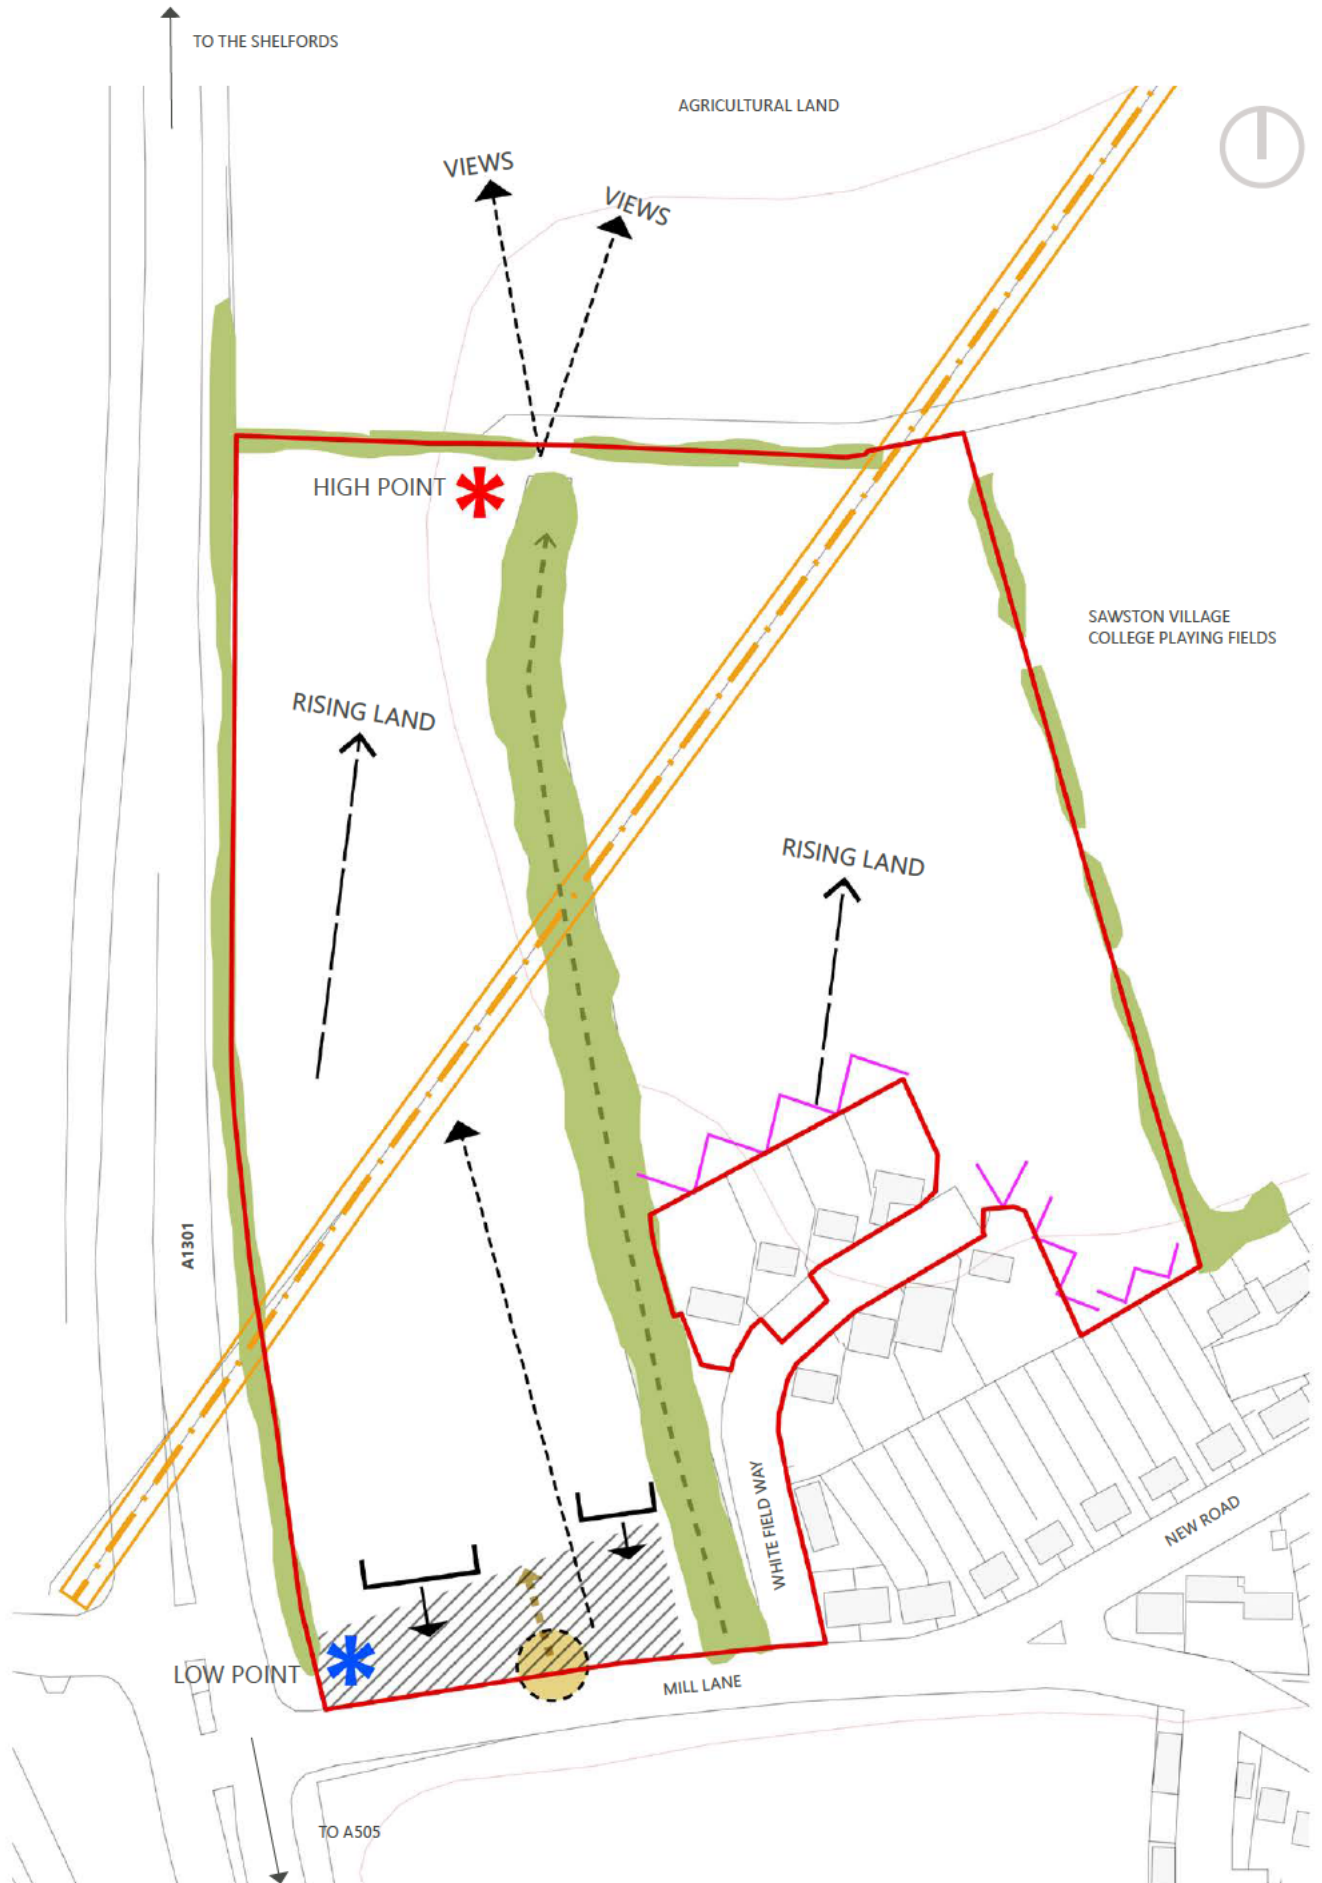 TO THE SHELFORDS
AGRICULTURAL LAND
VIEWS
VIEWS
HIGH POINT
SAWSTON VILLAGE
COLLEGE PLAYING FIELDS
RISING LAND
RISING LAND
A1301
WHITE FIELD WAY
NEW ROAD
LOW POINT
MILL LANE
TO A505